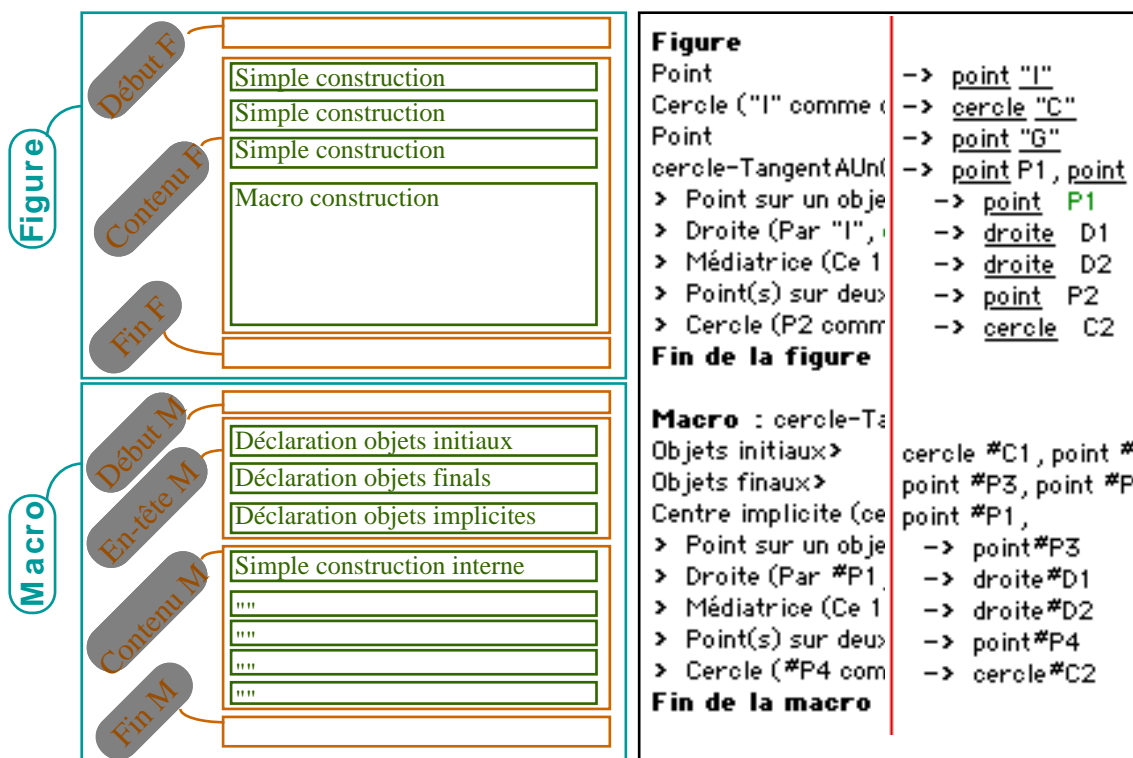 Figure
Début F
Contenu F
Simple construction
Simple construction
Simple construction
Macro construction
Fin F
Macro
Début M
En-tête M
Déclaration objets initiaux
Déclaration objets finals
Déclaration objets implicites
Contenu M
Simple construction interne
""
""
""
""
Fin M
Figure
Point -> point "I"
Cercle ("I" comme -> cercle "C"
Point -> point "G"
cercle-TangentAUn -> point P1, point
> Point sur un obje -> point P1
> Droite (Par "I", -> droite D1
> Médiatrice (Ce 1 -> droite D2
> Point(s) sur deux -> point P2
> Cercle (P2 comm -> cercle C2
Fin de la figure
Macro : cercle-Ta
Objets initiaux> cercle #C1, point #
Objets finaux> point #P3, point #P
Centre implicite (ce point #P1,
> Point sur un obje -> point#P3
> Droite (Par #P1 -> droite#D1
> Médiatrice (Ce 1 -> droite#D2
> Point(s) sur deux -> point#P4
> Cercle (#P4 com -> cercle#C2
Fin de la macro